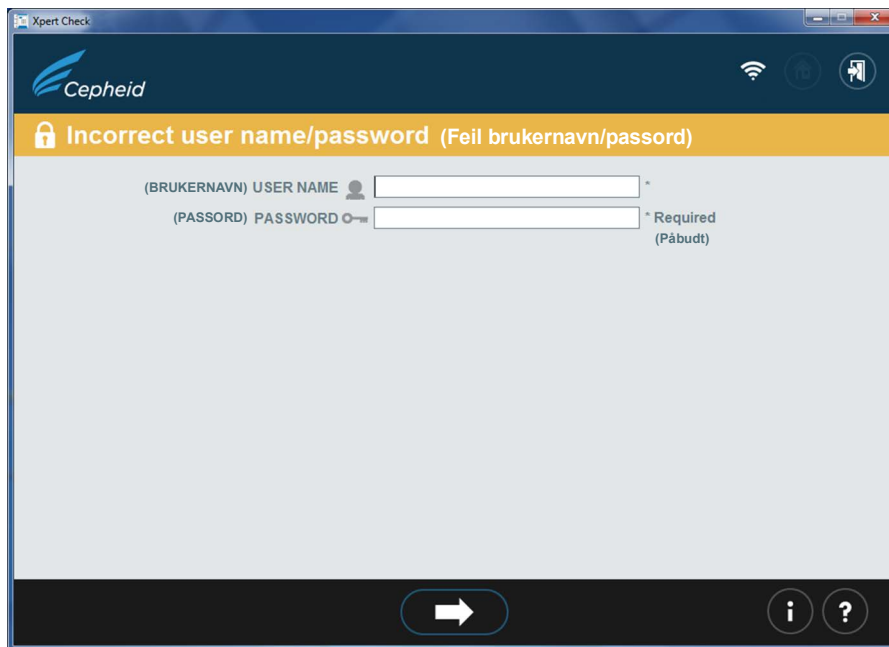 Xpert Check
Cepheid
Incorrect user name/password (Feil brukernavn/passord)
(BRUKERNAVN) USER NAME *
(PASSORD) PASSWORD * Required
(Påbudt)
i ?